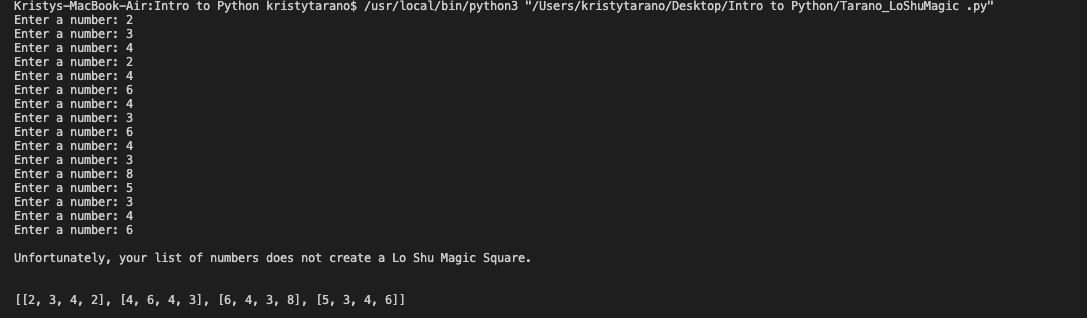 Kristys-MacBook-Air:Intro to Python kristytarano$ /usr/local/bin/python3 "/Users/kristytarano/Desktop/Intro to Python/Tarano_LoShuMagic .py"
Enter a number: 2
Enter a number: 3
Enter a number: 4
Enter a number: 2
Enter a number: 4
Enter a number: 6
Enter a number: 4
Enter a number: 3
Enter a number: 6
Enter a number: 4
Enter a number: 3
Enter a number: 8
Enter a number: 5
Enter a number: 3
Enter a number: 4
Enter a number: 6
Unfortunately, your list of numbers does not create a Lo Shu Magic Square.
[[2, 3, 4, 2], [4, 6, 4, 3], [6, 4, 3, 8], [5, 3, 4, 6]]